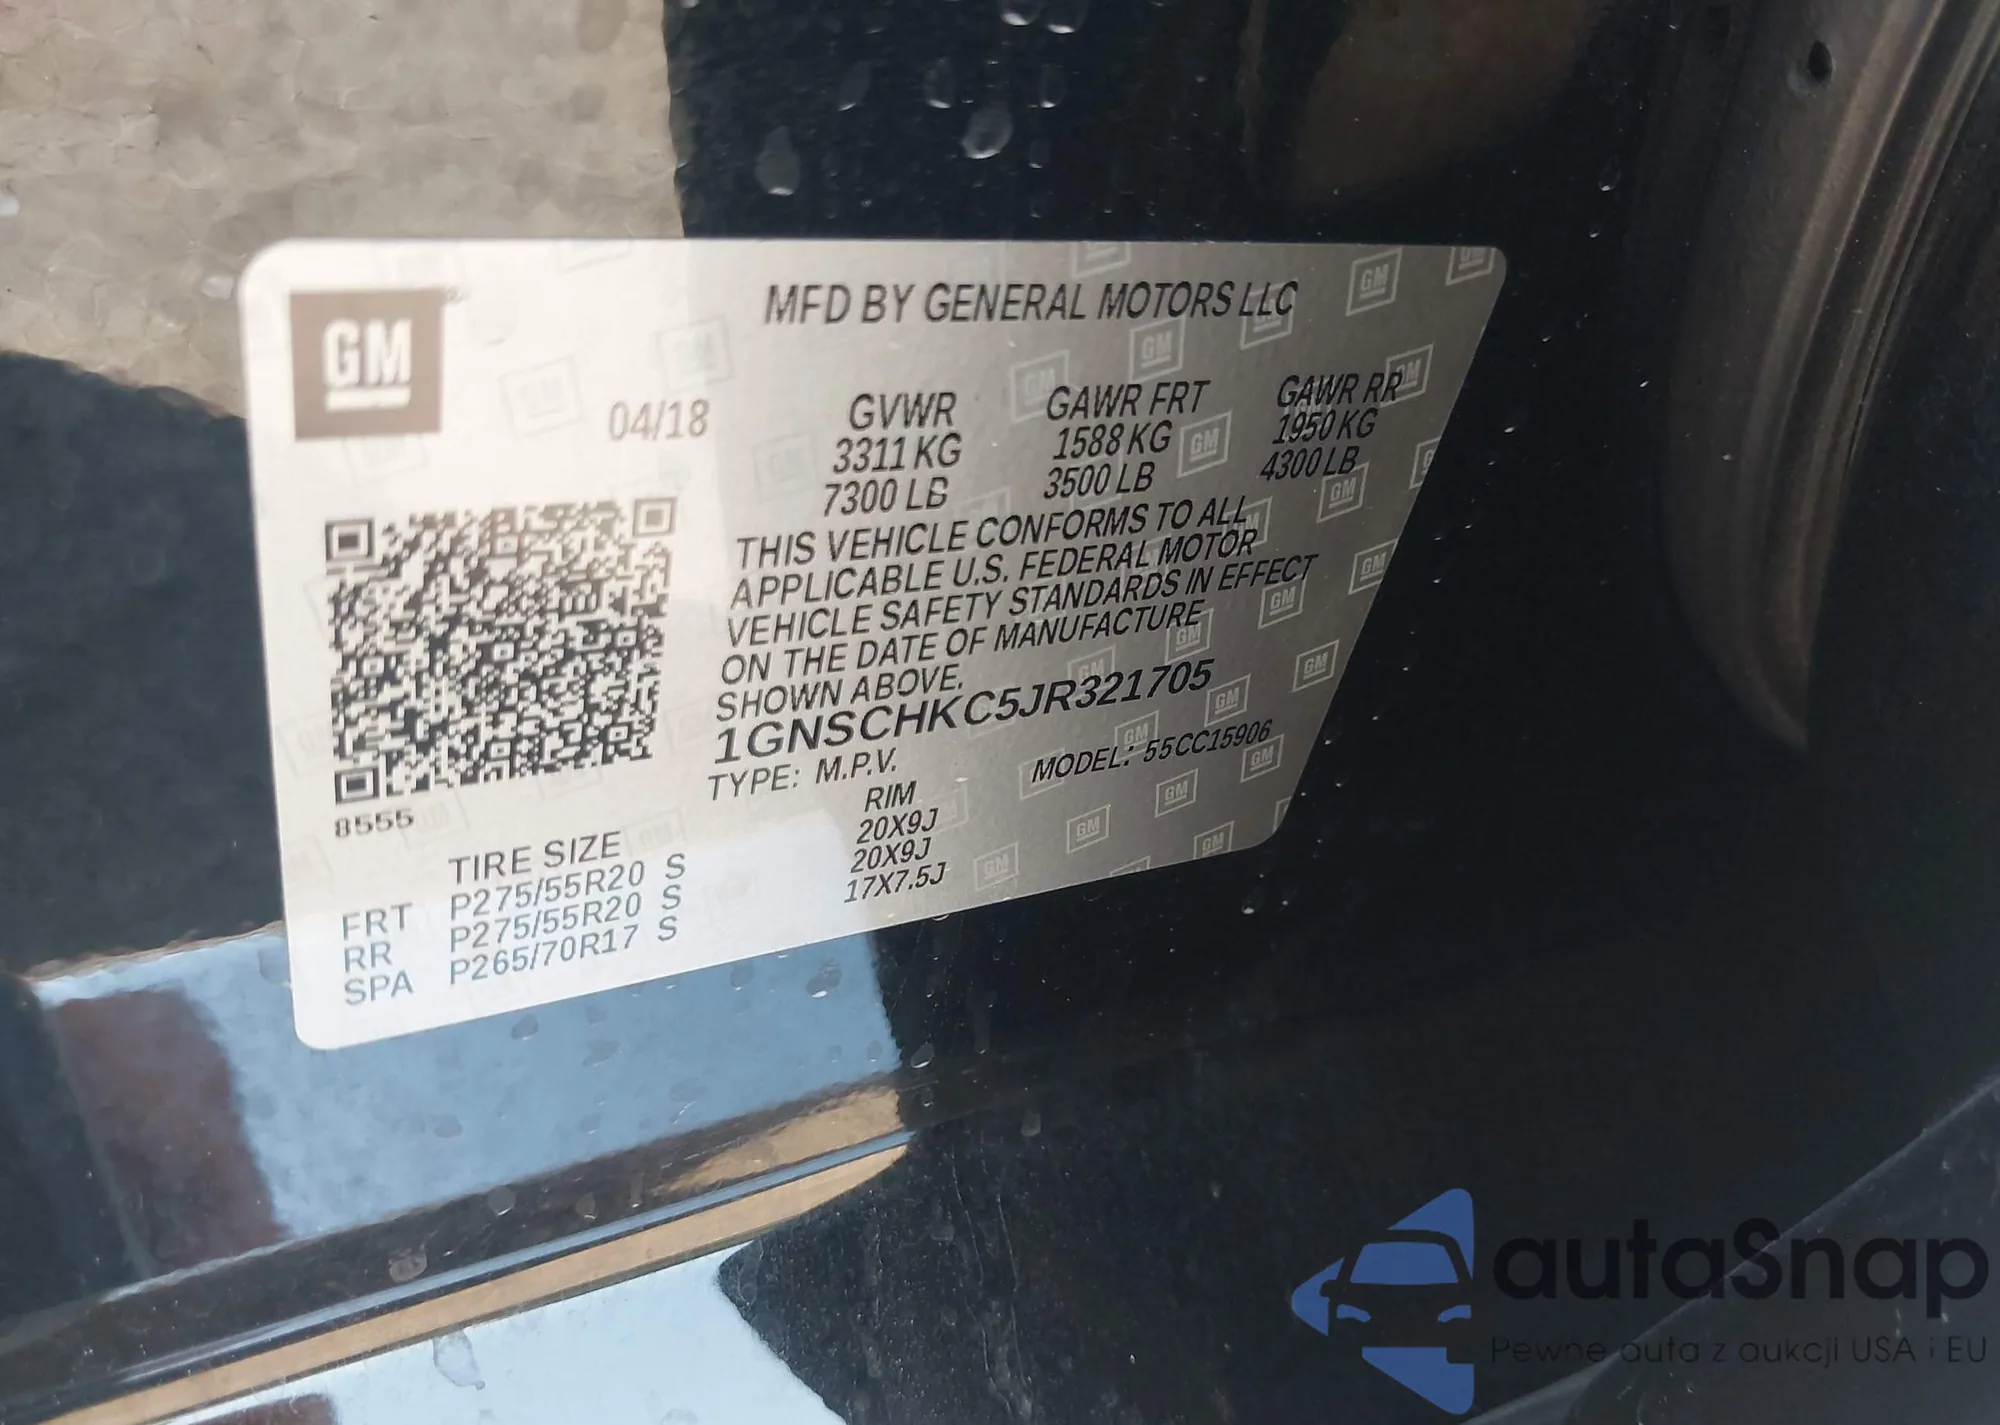 GM
MFD BY GENERAL MOTORS LLC
04/18
GVWR GAWR FRT GAWR RR
3311 KG 1588 KG 1950 KG
7300 LB 3500 LB 4300 LB
THIS VEHICLE CONFORMS TO ALL
APPLICABLE U.S. FEDERAL MOTOR
VEHICLE SAFETY STANDARDS IN EFFECT
ON THE DATE OF MANUFACTURE
SHOWN ABOVE.
1GNSCHKC5JR321705
TYPE: M.P.V. MODEL: 55CC15906
8555
TIRE SIZE RIM
FRT P275/55R20 S 20X9J
RR P275/55R20 S 20X9J
SPA P265/70R17 S 17X7.5J
autaSnap
Pewne auta z aukcji USA i EU